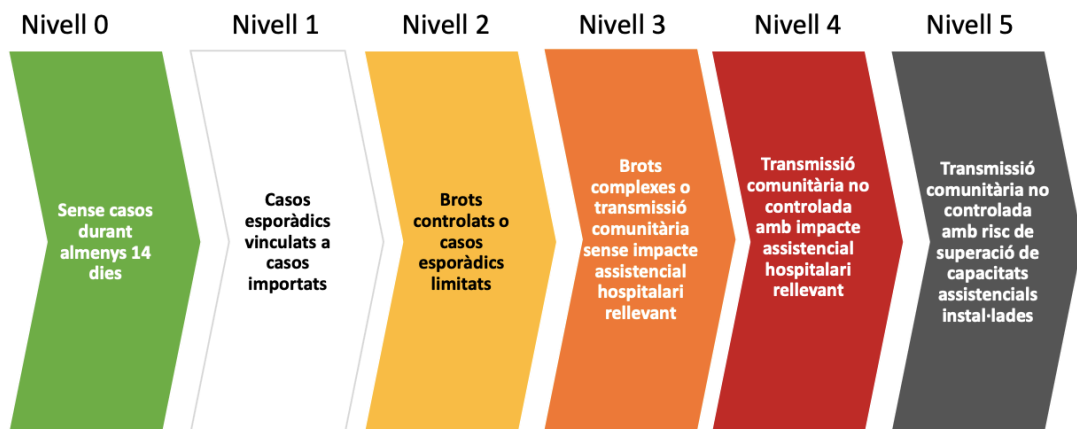 Nivell 0
Nivell 1
Nivell 2
Nivell 3
Nivell 4
Nivell 5
Sense casos
durant
almenys 14
dies
Casos
esporàdics
vinculats a
casos
importats
Brots
controlats o
casos
esporàdics
limitats
Brots
complexes o
transmissió
comunitària
sense impacte
assistencial
hospitalari
rellevant
Transmissió
comunitària no
controlada
amb impacte
assistencial
hospitalari
rellevant
Transmissió
comunitària no
controlada
amb risc de
superació de
capacitats
assistencials
instal·lades